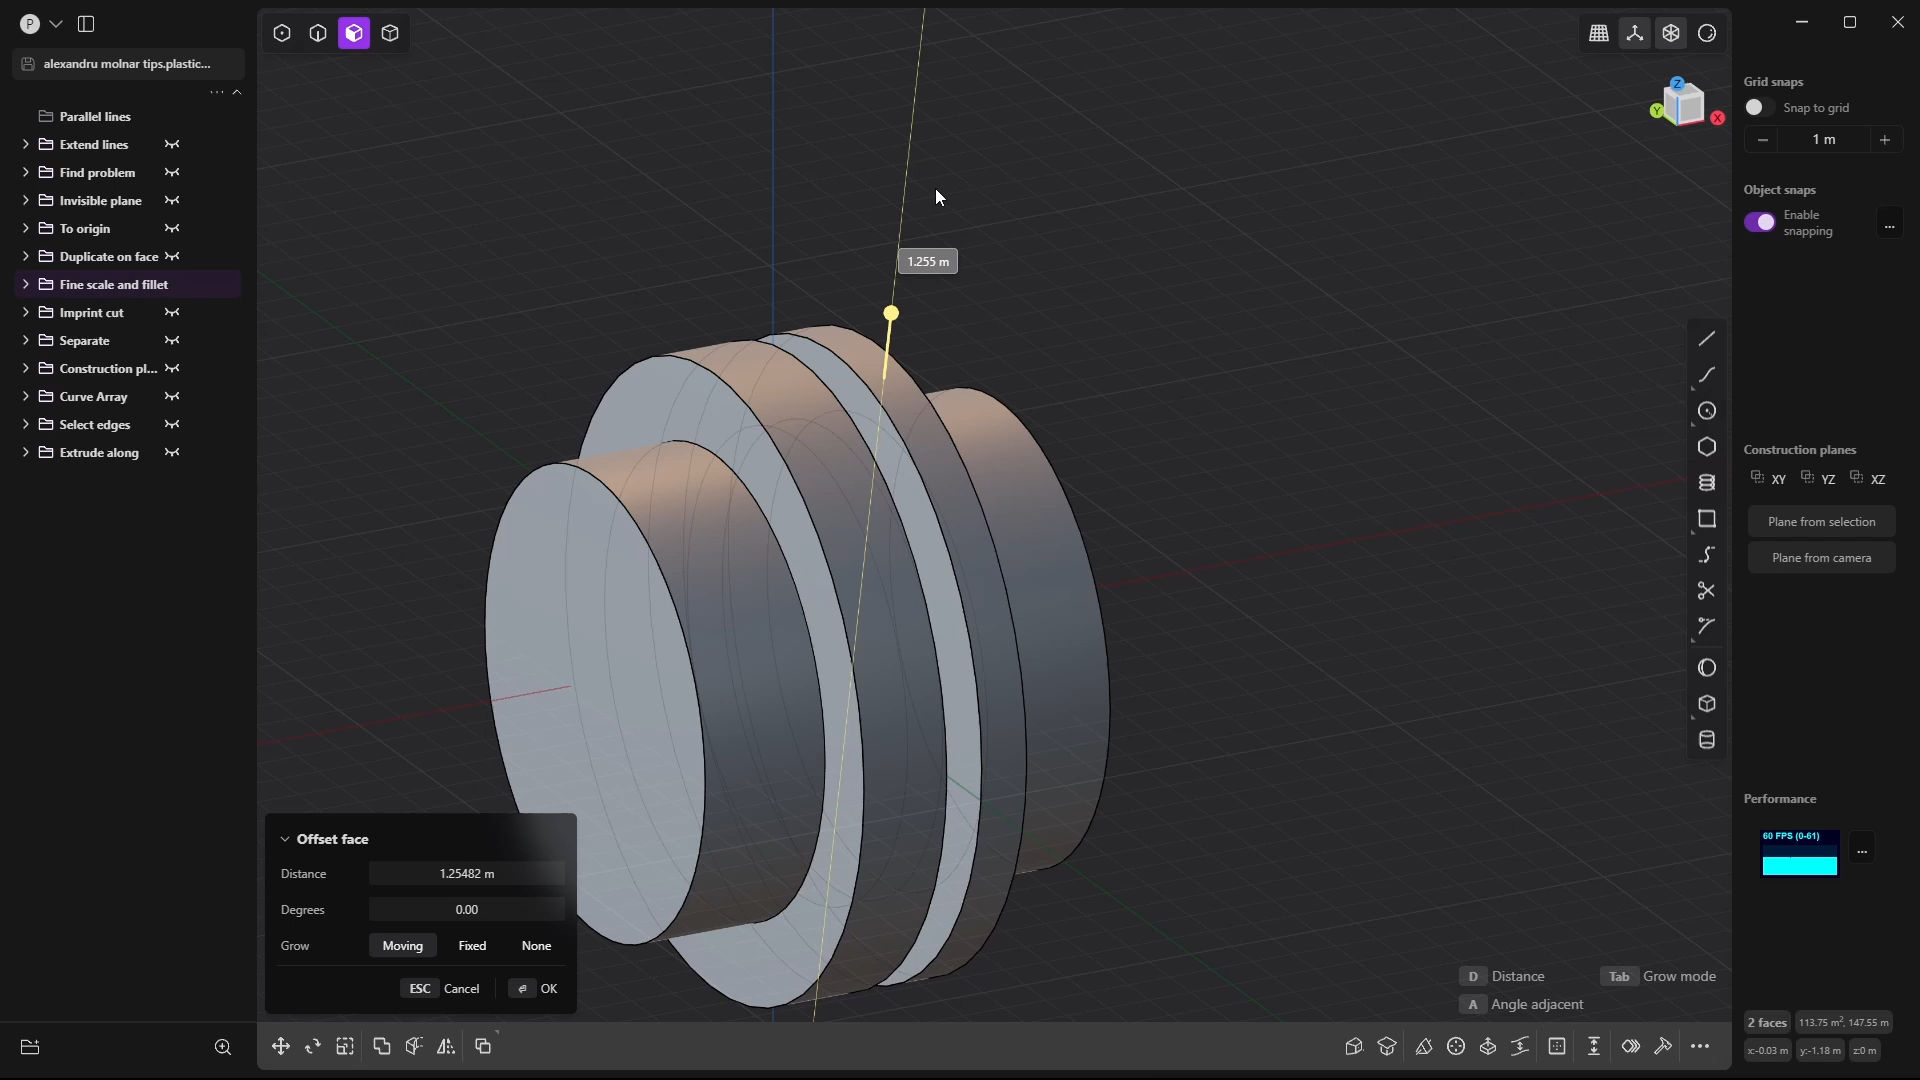 P
alexandru molnar tips.plastic...
Parallel lines
Extend lines
Find problem
Invisible plane
To origin
Duplicate on face
Fine scale and fillet
Imprint cut
Separate
Construction pl...
Curve Array
Select edges
Extrude along
1.255 m
Z
Y
X
Offset face
Distance 1.25482 m
Degrees 0.00
Grow Moving Fixed None
ESC Cancel OK
D Distance Tab Grow mode
A Angle adjacent
Grid snaps
Snap to grid
1 m
Object snaps
Enable
snapping
...
Construction planes
XY YZ XZ
Plane from selection
Plane from camera
Performance
60 FPS (0-61)
...
2 faces 113.75 m², 147.55 m
x:-0.03 m y:-1.18 m z:0 m